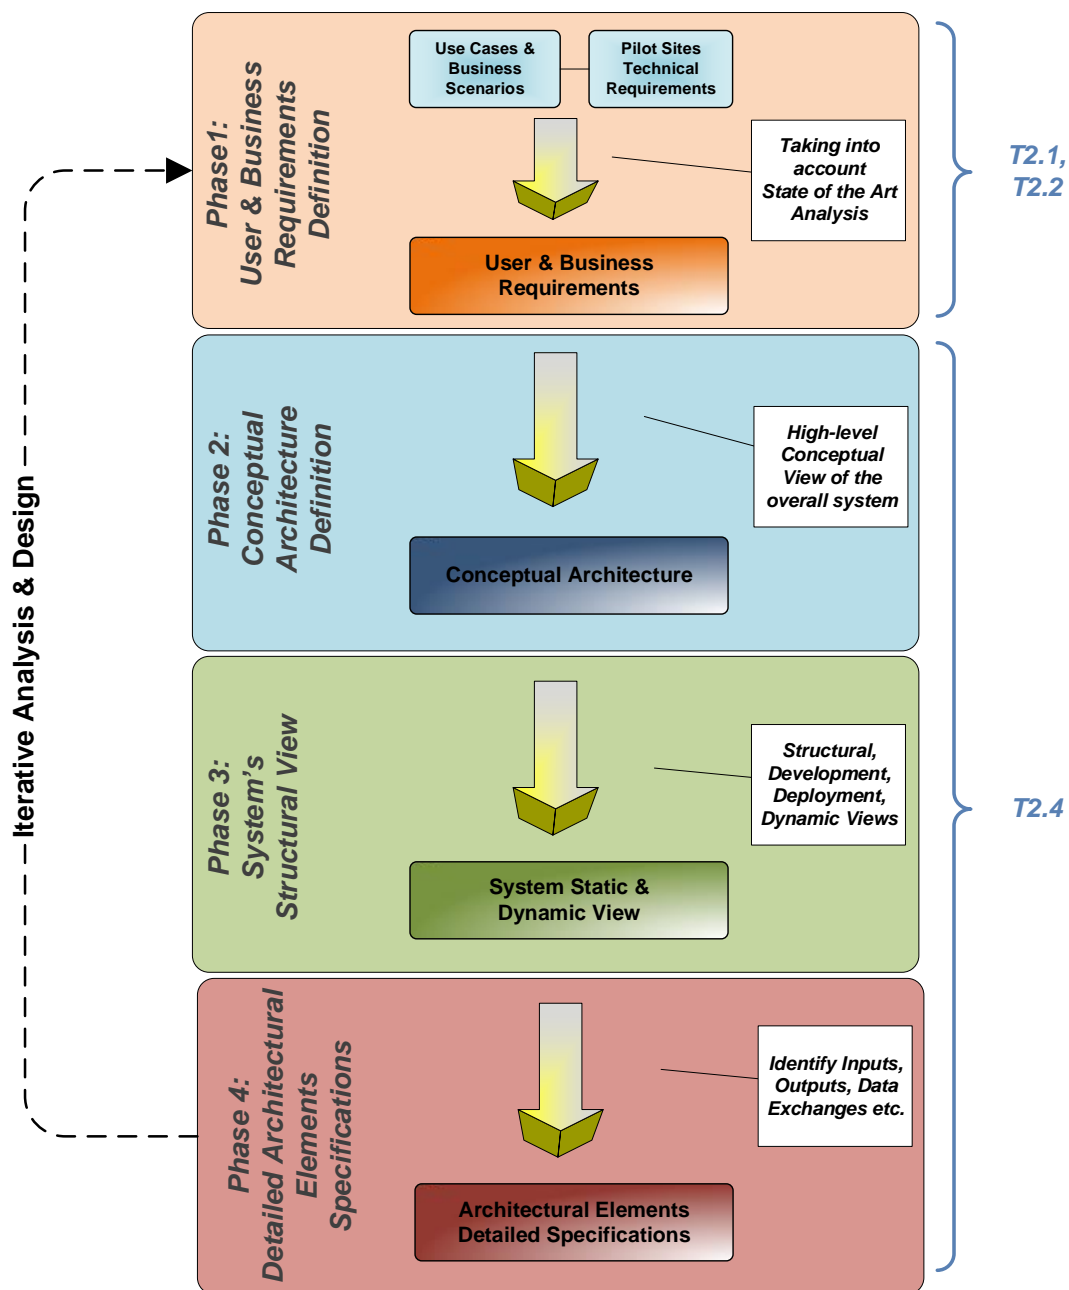 Iterative Analysis & Design
Phase1:
User & Business
Requirements
Definition
Use Cases &
Business
Scenarios
Pilot Sites
Technical
Requirements
Taking into
account
State of the Art
Analysis
User & Business
Requirements
T2.1,
T2.2
Phase 2:
Conceptual
Architecture
Definition
High-level
Conceptual
View of the
overall system
Conceptual Architecture
Phase 3:
System's
Structural View
Structural,
Development,
Deployment,
Dynamic Views
System Static &
Dynamic View
T2.4
Phase 4:
Detailed Architectural
Elements
Specifications
Identify Inputs,
Outputs, Data
Exchanges etc.
Architectural Elements
Detailed Specifications